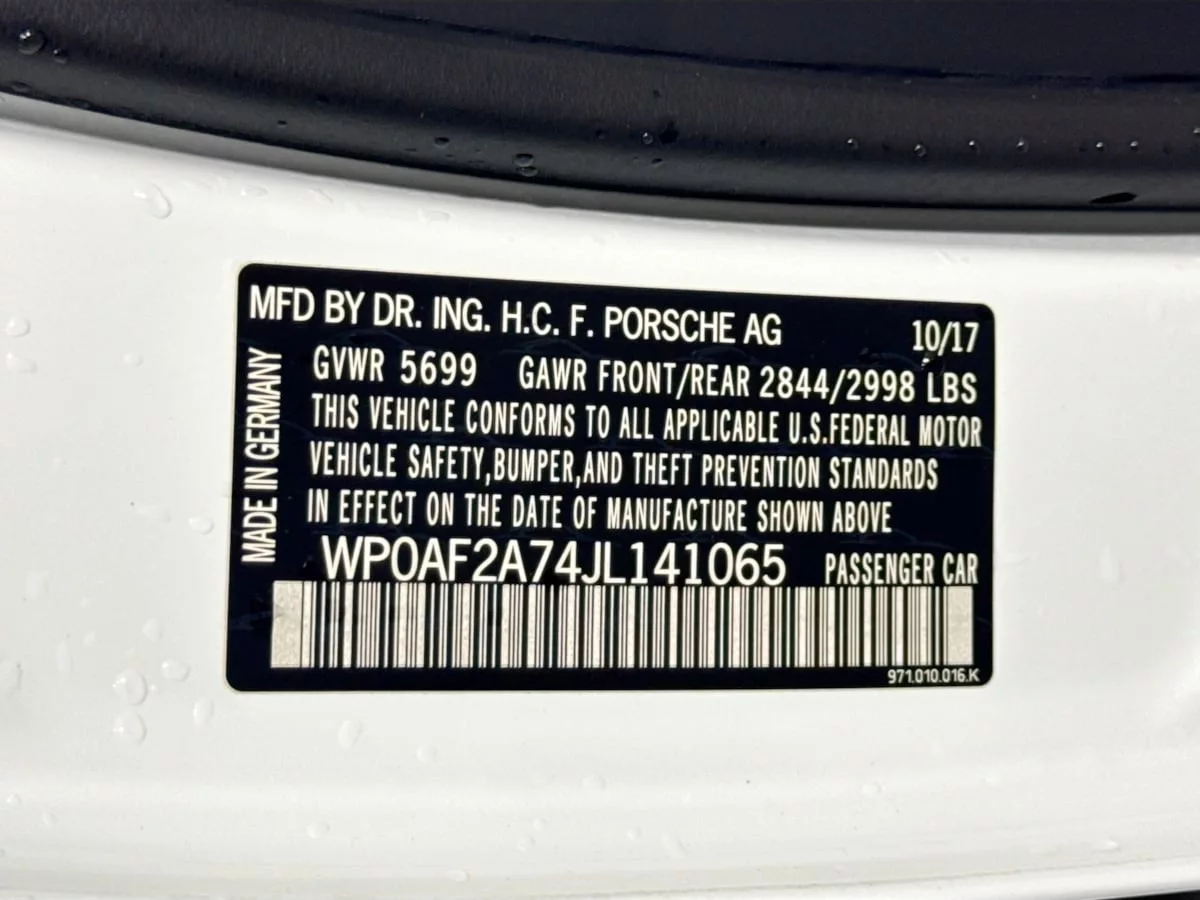 MFD BY DR. ING. H.C. F. PORSCHE AG 10/17
GVWR 5699 GAWR FRONT/REAR 2844/2998 LBS
THIS VEHICLE CONFORMS TO ALL APPLICABLE U.S.FEDERAL MOTOR
VEHICLE SAFETY,BUMPER,AND THEFT PREVENTION STANDARDS
IN EFFECT ON THE DATE OF MANUFACTURE SHOWN ABOVE
MADE IN GERMANY
WP0AF2A74JL141065 PASSENGER CAR
971.010.016.K